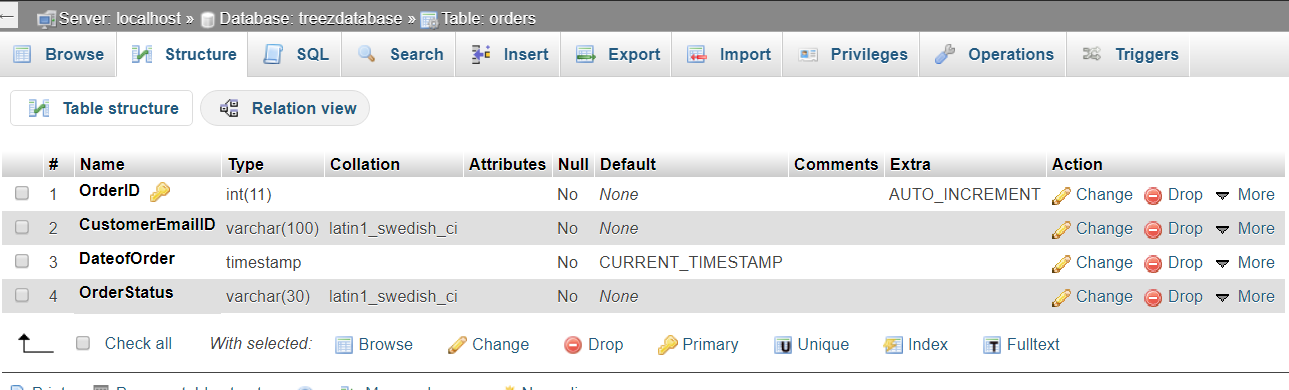 Server: localhost » Database: treezdatabase » Table: orders
Browse Structure SQL Search Insert Export Import Privileges Operations Triggers
Table structure Relation view
# Name Type Collation Attributes Null Default Comments Extra Action
1 OrderID int(11) No None AUTO_INCREMENT Change Drop More
2 CustomerEmailID varchar(100) latin1_swedish_ci No None Change Drop More
3 DateofOrder timestamp No CURRENT_TIMESTAMP Change Drop More
4 OrderStatus varchar(30) latin1_swedish_ci No None Change Drop More
Check all With selected: Browse Change Drop Primary Unique Index Fulltext